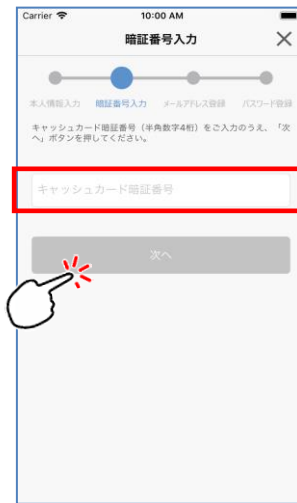 Carrier 10:00 AM
暗証番号入力
本人情報入力 暗証番号入力 メールアドレス登録 パスワード登録
キャッシュカード暗証番号（半角数字4桁）をご入力のうえ、「次
へ」ボタンを押してください。
キャッシュカード暗証番号
次へ